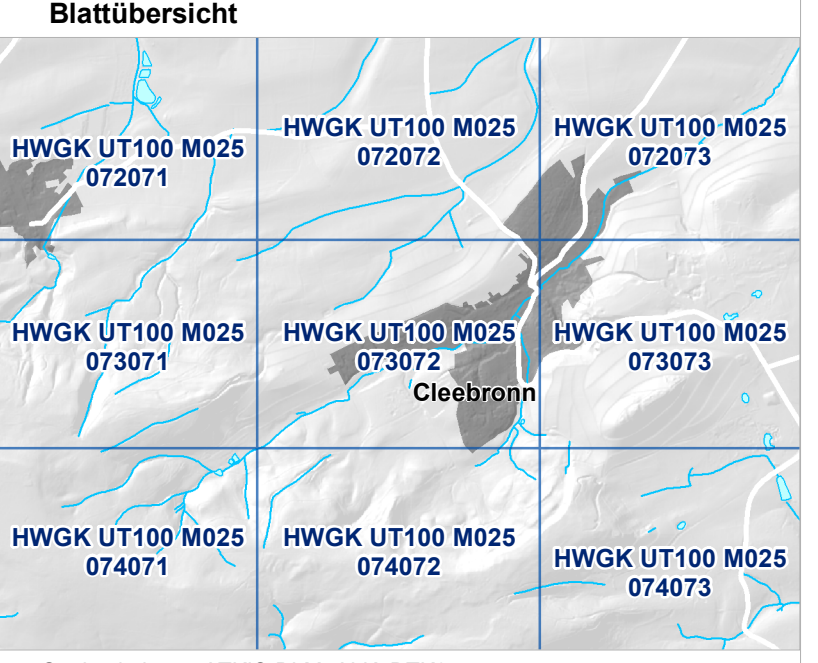 Blattübersicht
HWGK UT100 M025
072071
HWGK UT100 M025
072072
HWGK UT100 M025
072073
HWGK UT100 M025
073071
HWGK UT100 M025
073072
HWGK UT100 M025
073073
Cleebronn
HWGK UT100 M025
074071
HWGK UT100 M025
074072
HWGK UT100 M025
074073